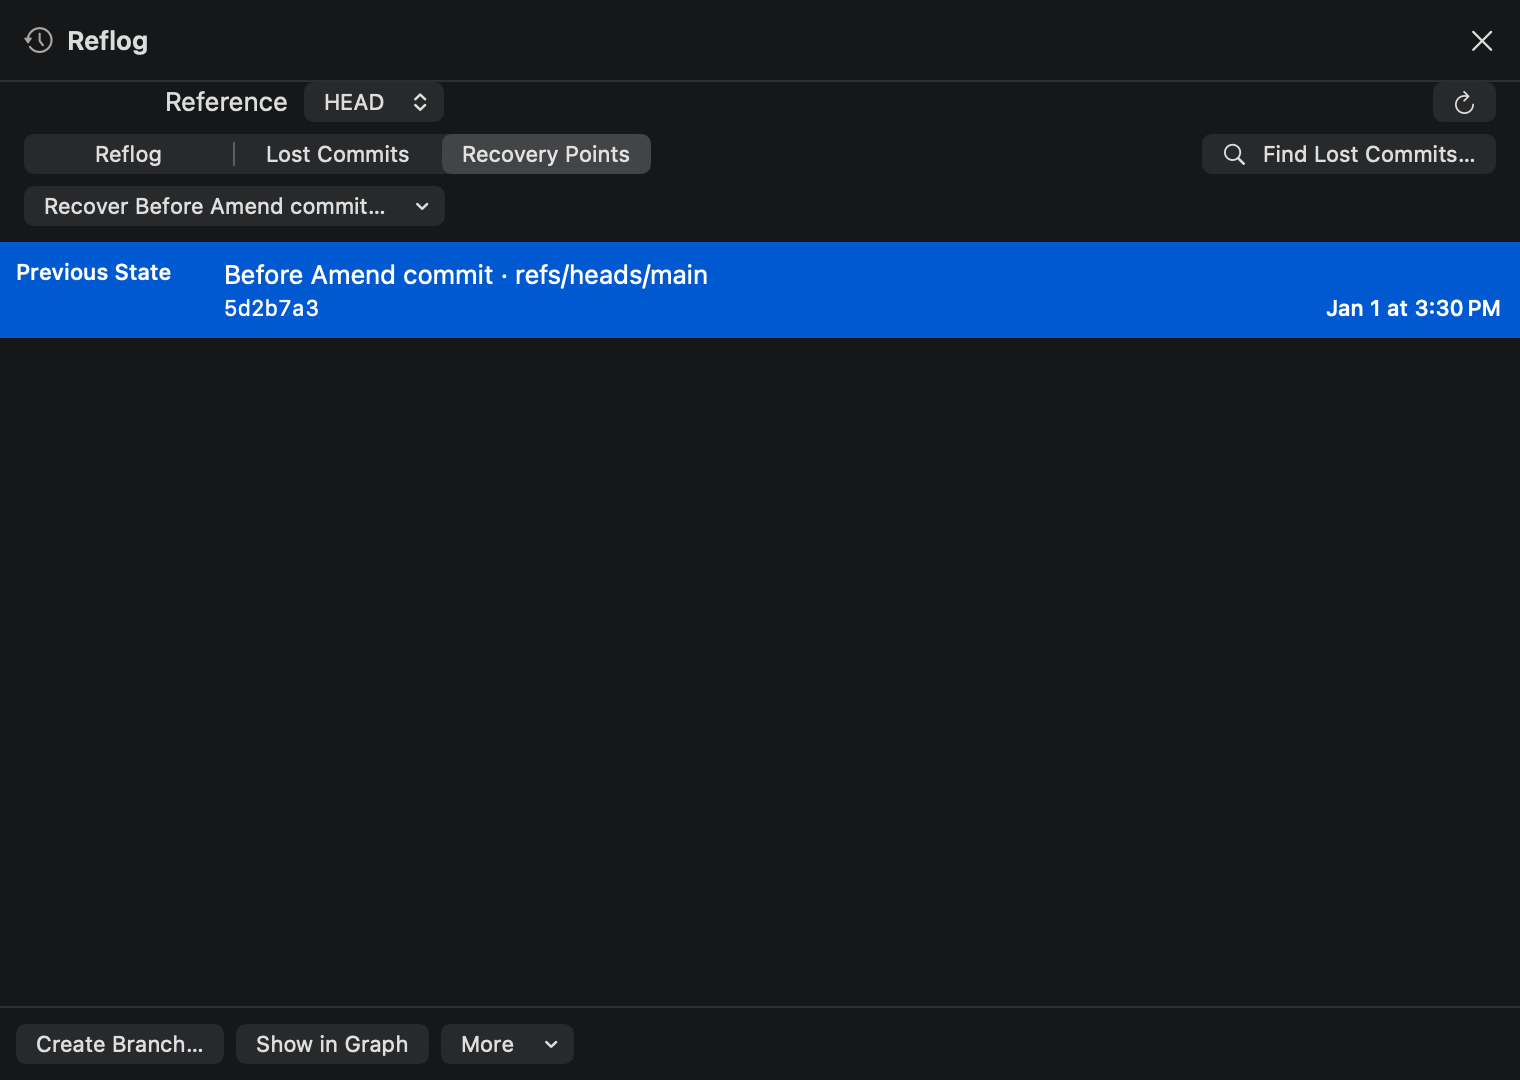 Reflog
Reference HEAD
Reflog Lost Commits Recovery Points Find Lost Commits...
Recover Before Amend commit...
Previous State Before Amend commit · refs/heads/main
5d2b7a3 Jan 1 at 3:30 PM
Create Branch... Show in Graph More